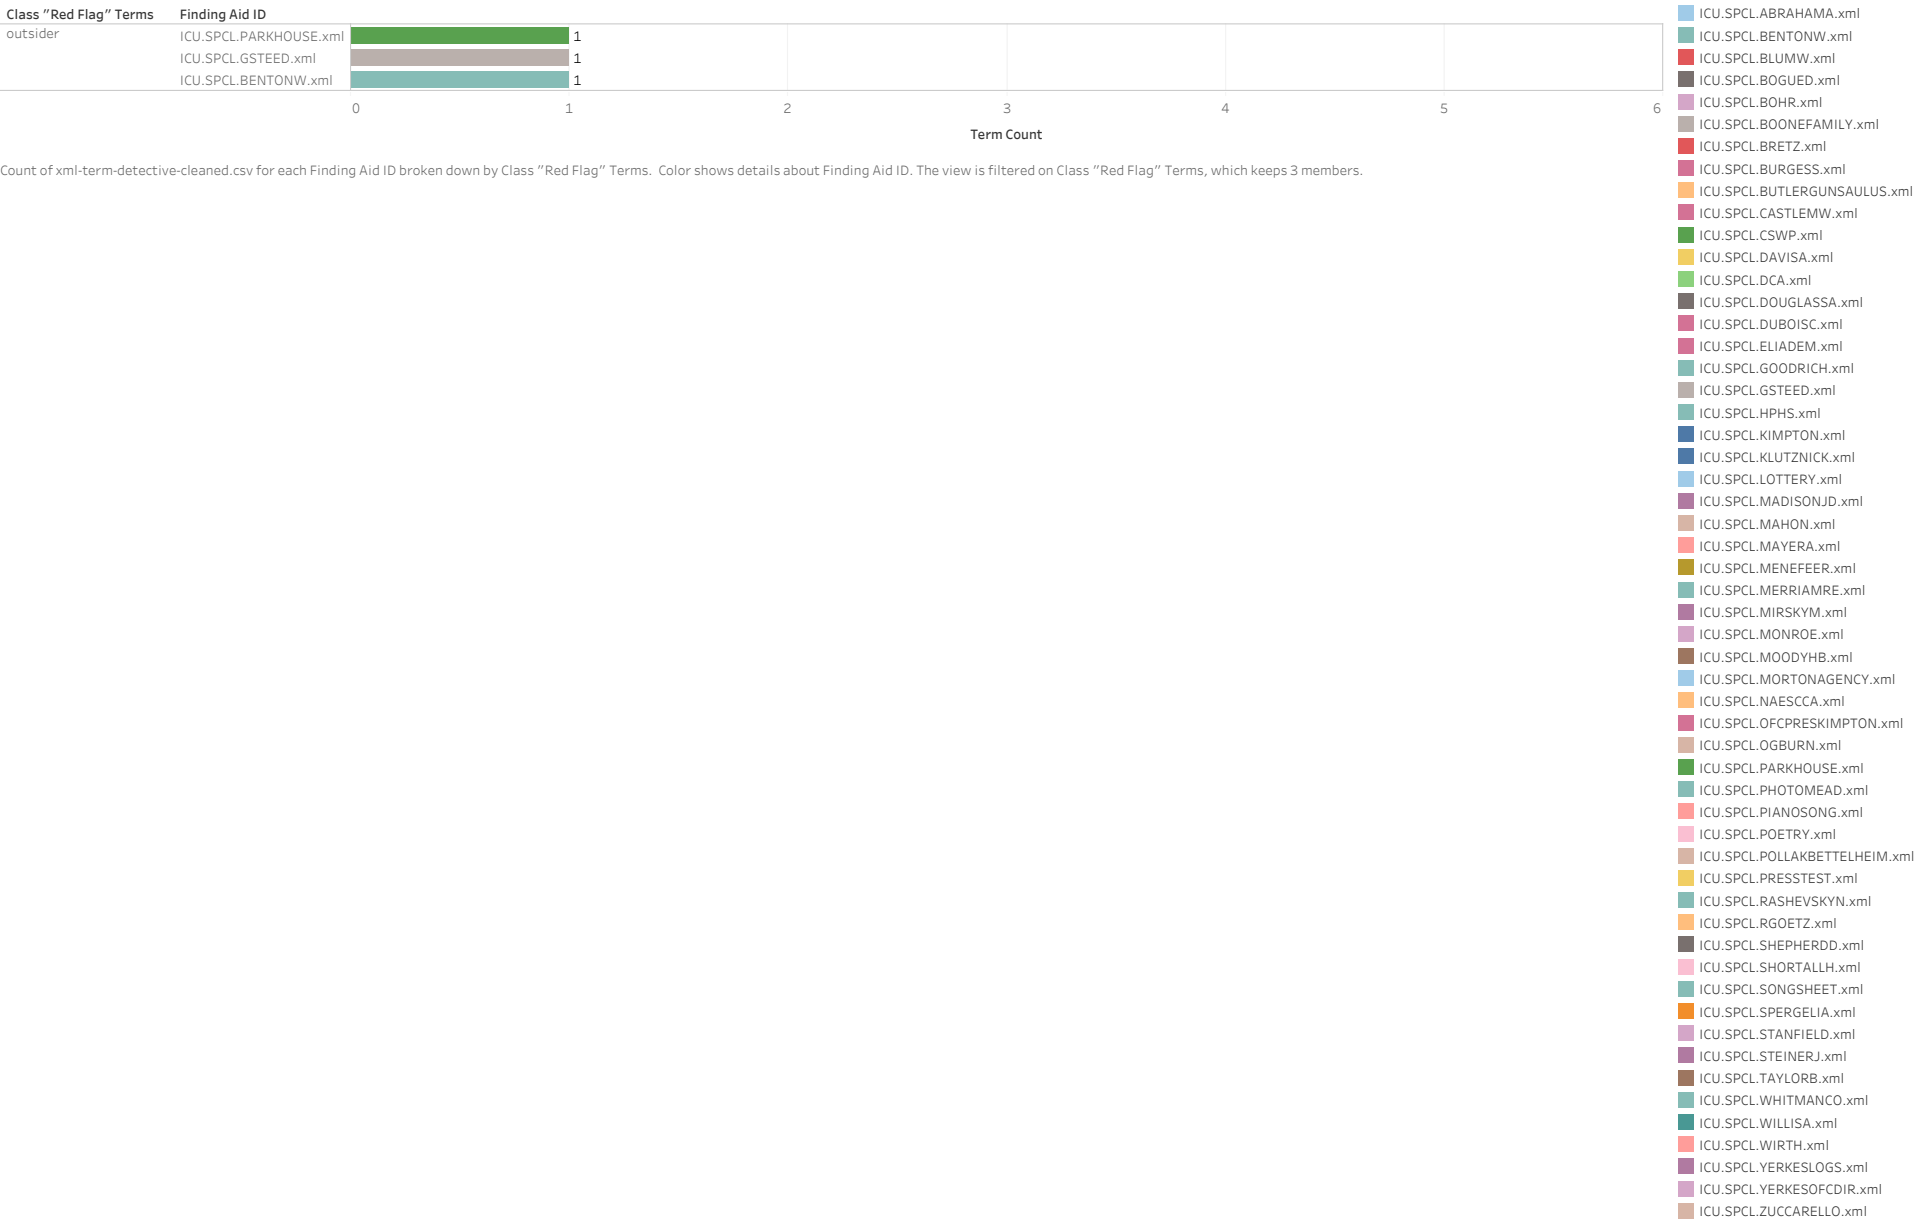 Class "Red Flag" Terms Finding Aid ID
outsider ICU.SPCL.PARKHOUSE.xml 1
ICU.SPCL.GSTEED.xml 1
ICU.SPCL.BENTONW.xml 1
0 1 2 3 4 5 6
Term Count
Count of xml-term-detective-cleaned.csv for each Finding Aid ID broken down by Class "Red Flag" Terms. Color shows details about Finding Aid ID. The view is filtered on Class "Red Flag" Terms, which keeps 3 members.
ICU.SPCL.ABRAHAMA.xml
ICU.SPCL.BENTONW.xml
ICU.SPCL.BLUMW.xml
ICU.SPCL.BOGUED.xml
ICU.SPCL.BOHR.xml
ICU.SPCL.BOONEFAMILY.xml
ICU.SPCL.BRETZ.xml
ICU.SPCL.BURGESS.xml
ICU.SPCL.BUTLERGUNSAULUS.xml
ICU.SPCL.CASTLEMW.xml
ICU.SPCL.CSWP.xml
ICU.SPCL.DAVISA.xml
ICU.SPCL.DCA.xml
ICU.SPCL.DOUGLASSA.xml
ICU.SPCL.DUBOISC.xml
ICU.SPCL.ELIADEM.xml
ICU.SPCL.GOODRICH.xml
ICU.SPCL.GSTEED.xml
ICU.SPCL.HPHS.xml
ICU.SPCL.KIMPTON.xml
ICU.SPCL.KLUTZNICK.xml
ICU.SPCL.LOTTERY.xml
ICU.SPCL.MADISONJD.xml
ICU.SPCL.MAHON.xml
ICU.SPCL.MAYERA.xml
ICU.SPCL.MENEFEER.xml
ICU.SPCL.MERRIAMRE.xml
ICU.SPCL.MIRSKYM.xml
ICU.SPCL.MONROE.xml
ICU.SPCL.MOODYHB.xml
ICU.SPCL.MORTONAGENCY.xml
ICU.SPCL.NAESCCA.xml
ICU.SPCL.OFCPRESKIMPTON.xml
ICU.SPCL.OGBURN.xml
ICU.SPCL.PARKHOUSE.xml
ICU.SPCL.PHOTOMEAD.xml
ICU.SPCL.PIANOSONG.xml
ICU.SPCL.POETRY.xml
ICU.SPCL.POLLAKBETTELHEIM.xml
ICU.SPCL.PRESSTEST.xml
ICU.SPCL.RASHEVSKYN.xml
ICU.SPCL.RGOETZ.xml
ICU.SPCL.SHEPHERDD.xml
ICU.SPCL.SHORTALLH.xml
ICU.SPCL.SONGSHEET.xml
ICU.SPCL.SPERGELIA.xml
ICU.SPCL.STANFIELD.xml
ICU.SPCL.STEINERJ.xml
ICU.SPCL.TAYLORB.xml
ICU.SPCL.WHITMANCO.xml
ICU.SPCL.WILLISA.xml
ICU.SPCL.WIRTH.xml
ICU.SPCL.YERKESLOGS.xml
ICU.SPCL.YERKESOFCDIR.xml
ICU.SPCL.ZUCCARELLO.xml